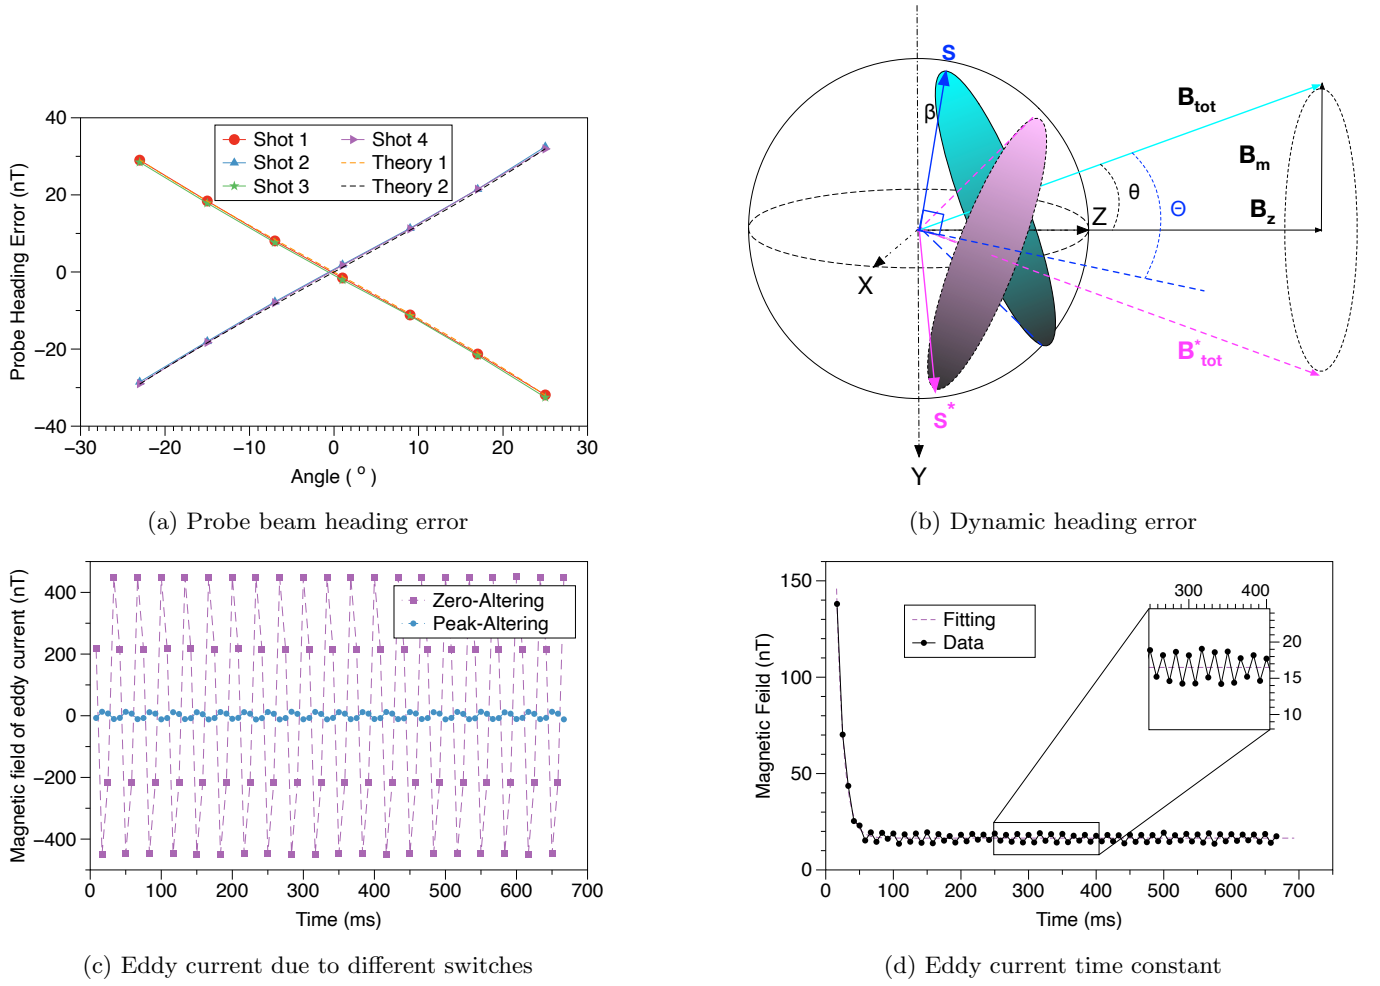 Probe Heading Error (nT)
40
20
0
−20
−40
−30
−20
−10
0
10
20
30
Angle ( o )
Shot 1
Shot 2
Shot 3
Shot 4
Theory 1
Theory 2
(a) Probe beam heading error
S
β
B_tot
B_m
B_z
θ
Θ
Z
X
Y
S*
B*_tot
(b) Dynamic heading error
Magnetic field of eddy current (nT)
400
200
0
−200
−400
0
100
200
300
400
500
600
700
Time (ms)
Zero-Altering
Peak-Altering
(c) Eddy current due to different switches
Magnetic Feild (nT)
150
100
50
0
0
100
200
300
400
500
600
700
Time (ms)
Fitting
Data
300
400
20
15
10
(d) Eddy current time constant